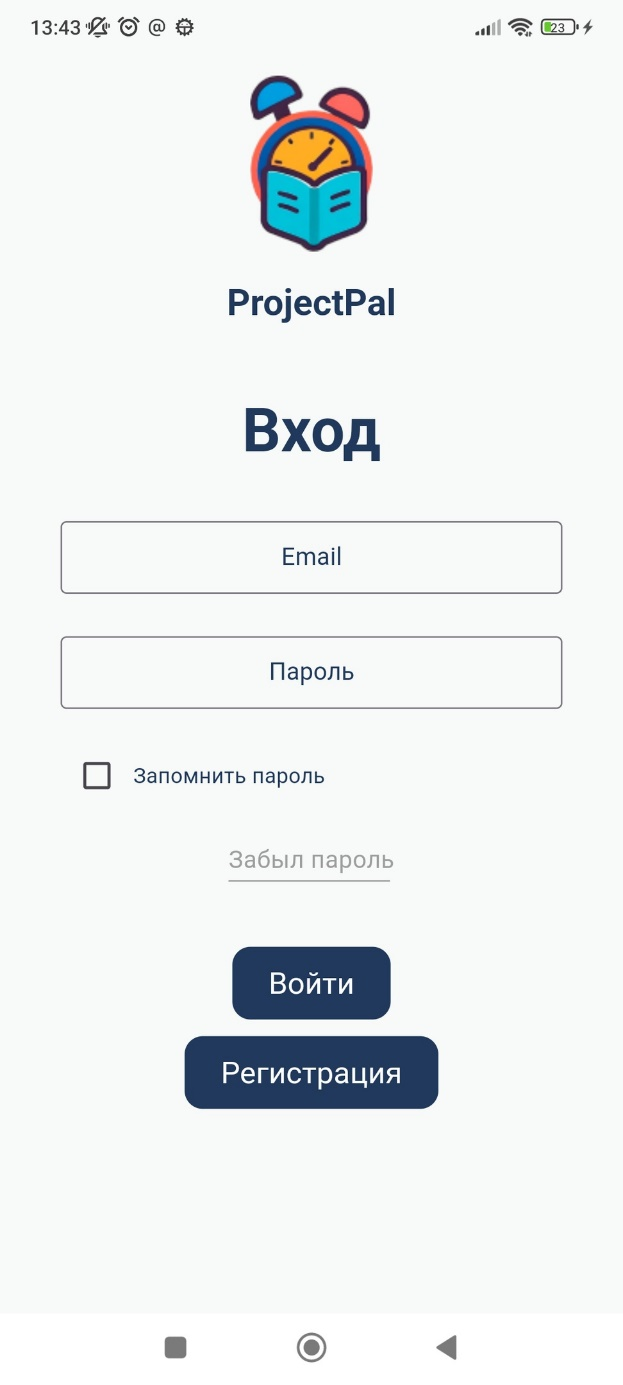 13:43 @ 23
ProjectPal
Вход
Email
Пароль
Запомнить пароль
Забыл пароль
Войти
Регистрация